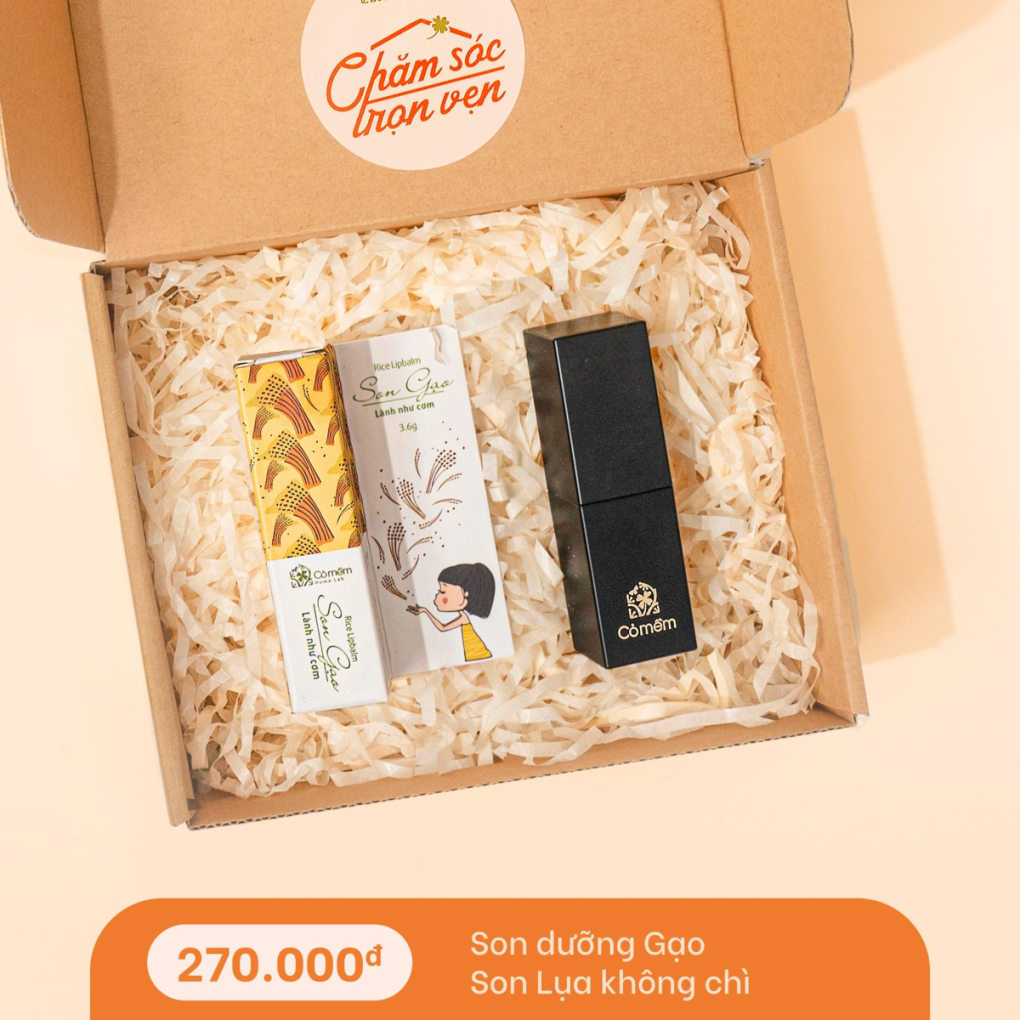 Chăm sóc
trọn vẹn
Rice Lipbalm
Son Gạo
Lành như cơm
3.6g
Cỏ mềm
Home Lab
Rice Lipbalm
Son Gạo
Lành như cơm
Cỏ mềm
270.000đ
Son dưỡng Gạo
Son Lụa không chì